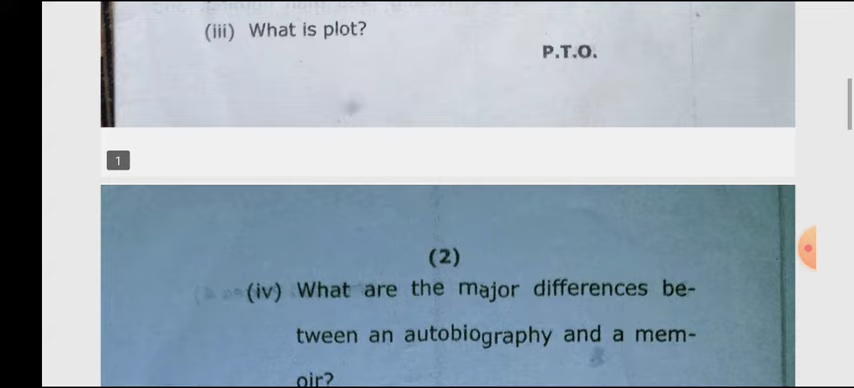 (iii) What is plot?
P.T.O.
1
(2)
(iv) What are the major differences be-
tween an autobiography and a mem-
oir?